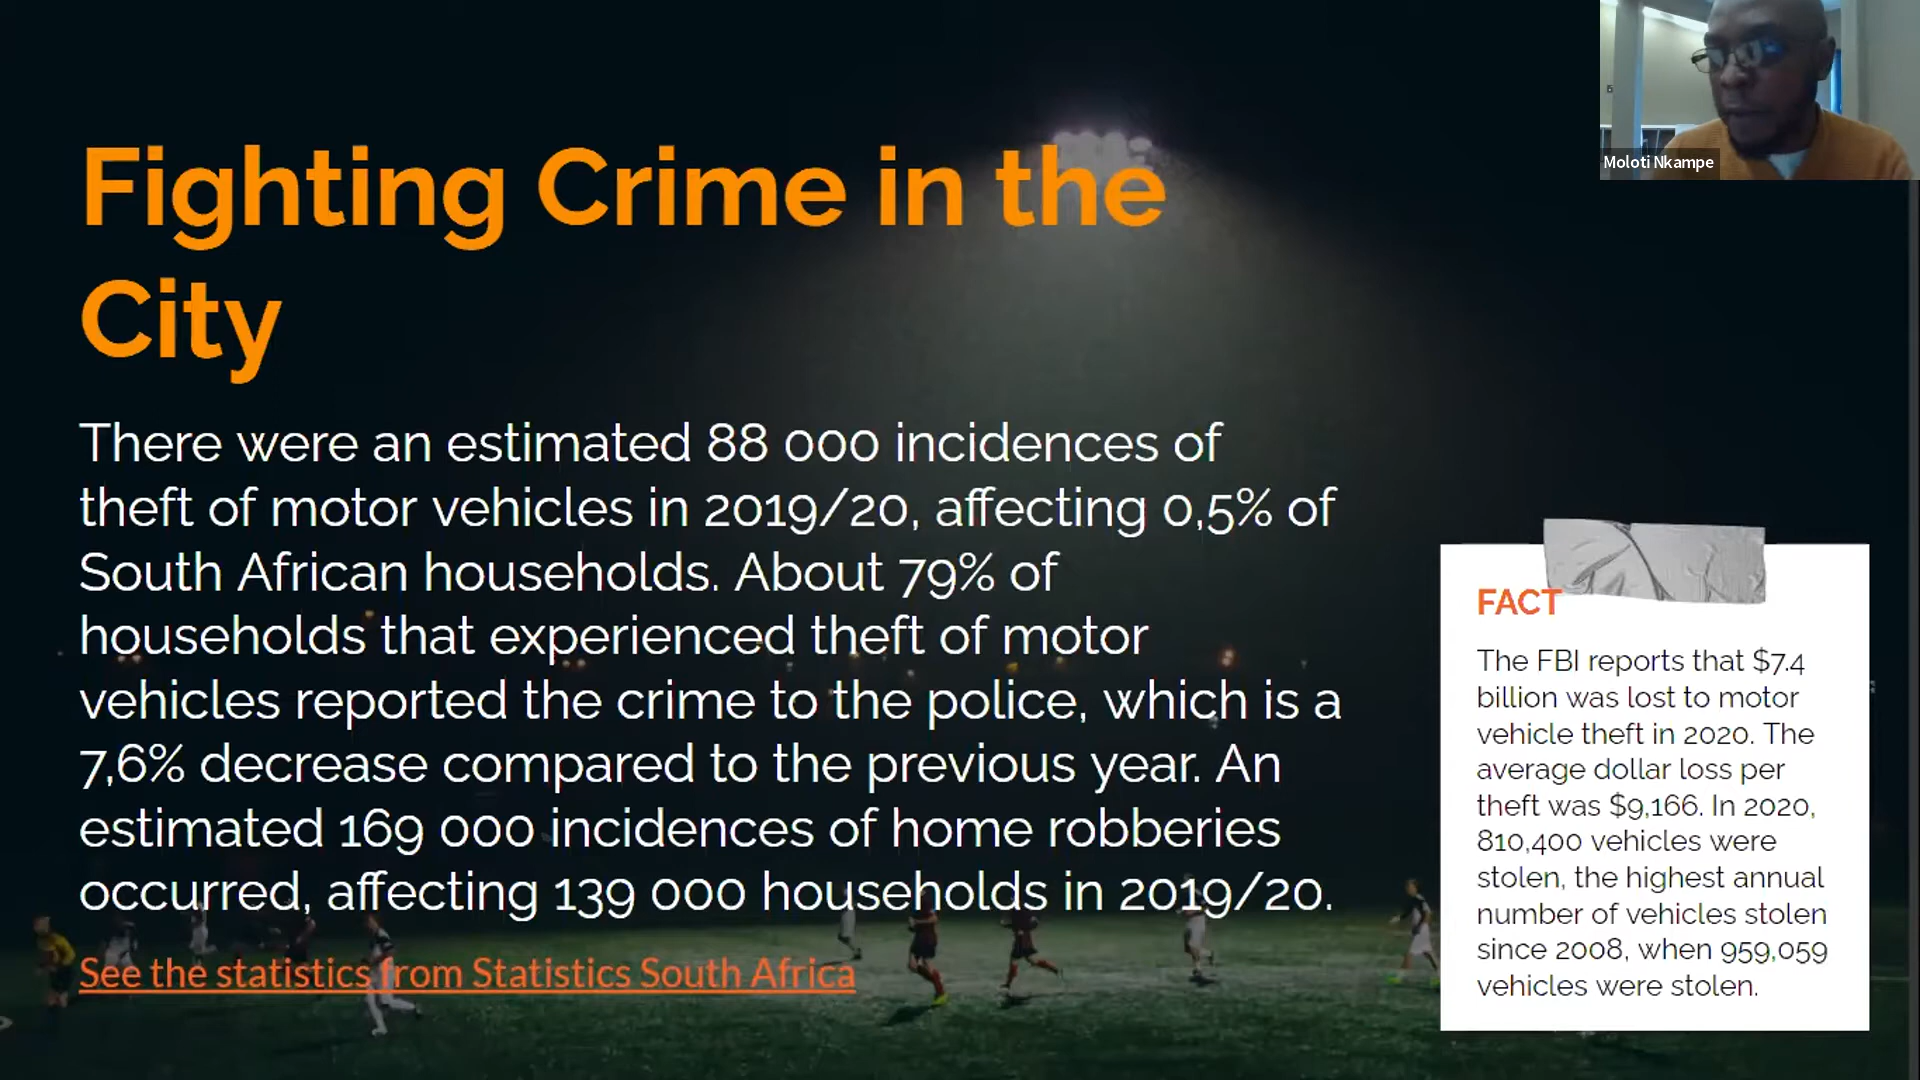 Moloti Nkampe
Fighting Crime in the
City
There were an estimated 88 000 incidences of
theft of motor vehicles in 2019/20, affecting 0,5% of
South African households. About 79% of
households that experienced theft of motor
vehicles reported the crime to the police, which is a
7,6% decrease compared to the previous year. An
estimated 169 000 incidences of home robberies
occurred, affecting 139 000 households in 2019/20.
See the statistics from Statistics South Africa
FACT
The FBI reports that $7.4
billion was lost to motor
vehicle theft in 2020. The
average dollar loss per
theft was $9,166. In 2020,
810,400 vehicles were
stolen, the highest annual
number of vehicles stolen
since 2008, when 959,059
vehicles were stolen.